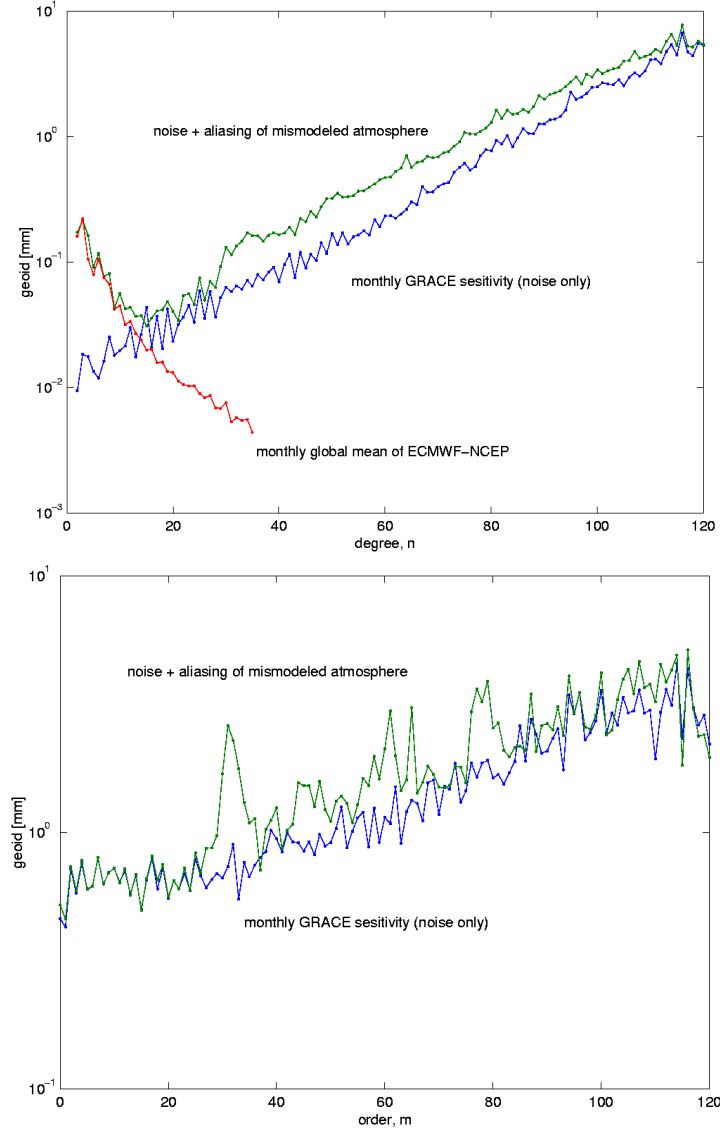 10^1
noise + aliasing of mismodeled atmosphere
10^0
geoid [mm]
10^-1
monthly GRACE sesitivity (noise only)
10^-2
monthly global mean of ECMWF-NCEP
10^-3
0 20 40 60 80 100 120
degree, n
10^1
noise + aliasing of mismodeled atmosphere
geoid [mm]
10^0
monthly GRACE sesitivity (noise only)
10^-1
0 20 40 60 80 100 120
order, m